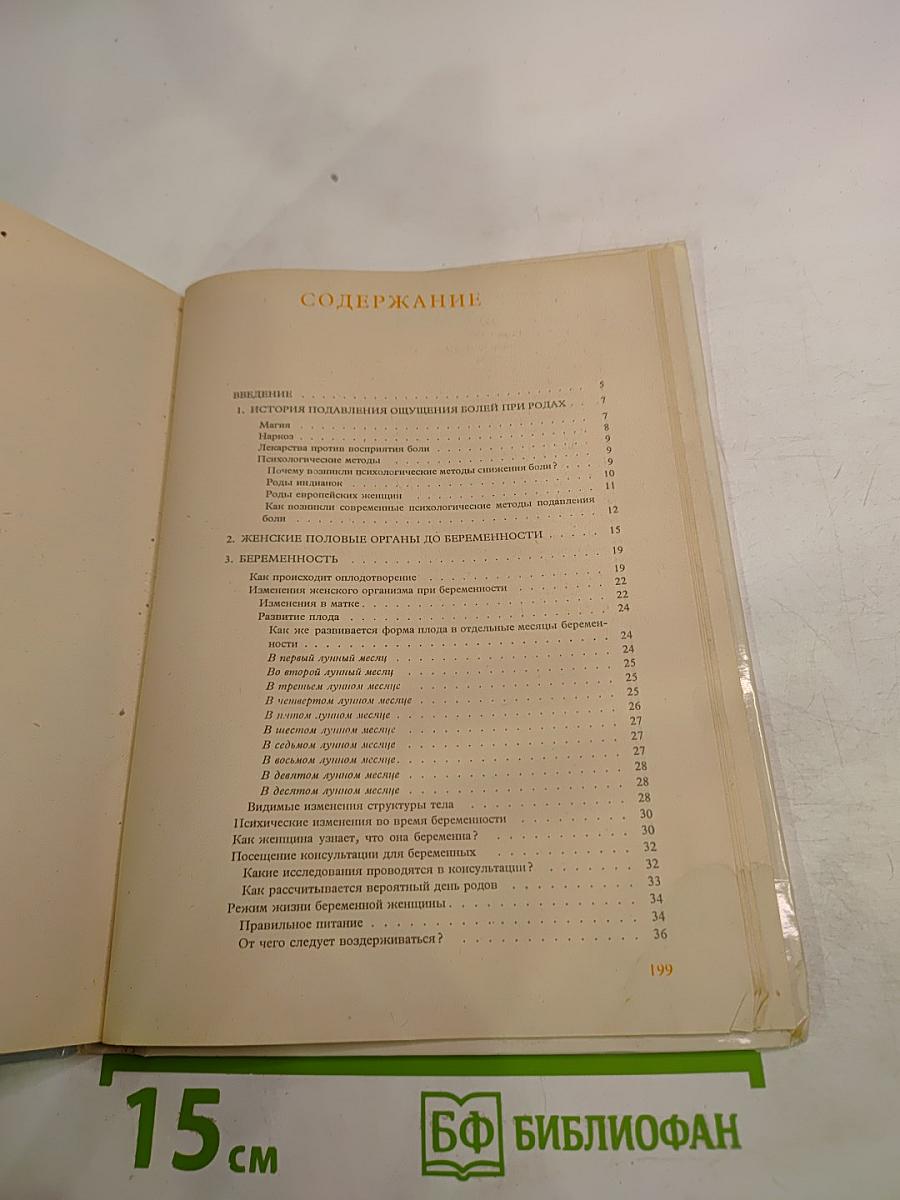 СОДЕРЖАНИЕ
ВВЕДЕНИЕ . . . . . . . . . . . . . . . . . . . . . . 5
1. ИСТОРИЯ ПОДАВЛЕНИЯ ОЩУЩЕНИЯ БОЛЕЙ ПРИ РОДАХ . . 7
Магия . . . . . . . . . . . . . . . . . . . . . . 7
Наркоз . . . . . . . . . . . . . . . . . . . . . . 8
Лекарства против восприятия боли . . . . . . . . . . . . 9
Психологические методы . . . . . . . . . . . . . . . . 9
Почему возникли психологические методы снижения боли? . . . 9
Роды индианок . . . . . . . . . . . . . . . . . . . 10
Роды европейских женщин . . . . . . . . . . . . . . . 11
Как возникли современные психологические методы подавления
боли . . . . . . . . . . . . . . . . . . . . . . 12
2. ЖЕНСКИЕ ПОЛОВЫЕ ОРГАНЫ ДО БЕРЕМЕННОСТИ . . . . . 15
3. БЕРЕМЕННОСТЬ . . . . . . . . . . . . . . . . . . . 19
Как происходит оплодотворение . . . . . . . . . . . . . 19
Изменения женского организма при беременности . . . . . . . 22
Изменения в матке . . . . . . . . . . . . . . . . . . 22
Развитие плода . . . . . . . . . . . . . . . . . . . 24
Как же развивается форма плода в отдельные месяцы беремен-
ности . . . . . . . . . . . . . . . . . . . . . . 24
В первый лунный месяц . . . . . . . . . . . . . . . . 24
Во второй лунный месяц . . . . . . . . . . . . . . . . 25
В третьем лунном месяце . . . . . . . . . . . . . . . 25
В четвертом лунном месяце . . . . . . . . . . . . . . . 25
В пятом лунном месяце . . . . . . . . . . . . . . . . 26
В шестом лунном месяце . . . . . . . . . . . . . . . . 27
В седьмом лунном месяце . . . . . . . . . . . . . . . 27
В восьмом лунном месяце . . . . . . . . . . . . . . . 27
В девятом лунном месяце . . . . . . . . . . . . . . . 28
В десятом лунном месяце . . . . . . . . . . . . . . . 28
Видимые изменения структуры тела . . . . . . . . . . . 28
Психические изменения во время беременности . . . . . . . . 30
Как женщина узнает, что она беременна? . . . . . . . . . . 30
Посещение консультации для беременных . . . . . . . . . . 32
Какие исследования проводятся в консультации? . . . . . . . 32
Как рассчитывается вероятный день родов . . . . . . . . . 33
Режим жизни беременной женщины . . . . . . . . . . . . . 34
Правильное питание . . . . . . . . . . . . . . . . . . 34
От чего следует воздерживаться? . . . . . . . . . . . . 36
199
15 см
БФ БИБЛИОФАН